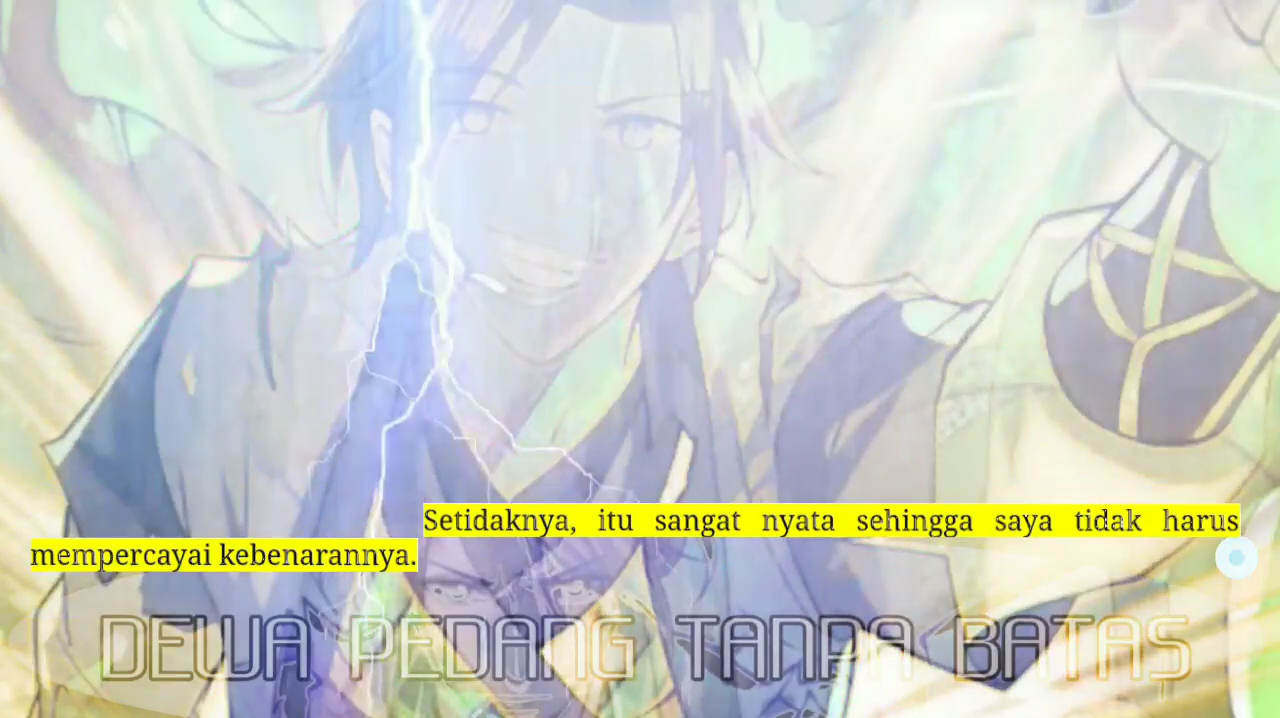 Setidaknya, itu sangat nyata sehingga saya tidak harus
mempercayai kebenarannya.
DEWA PEDANG TANPA BATAS